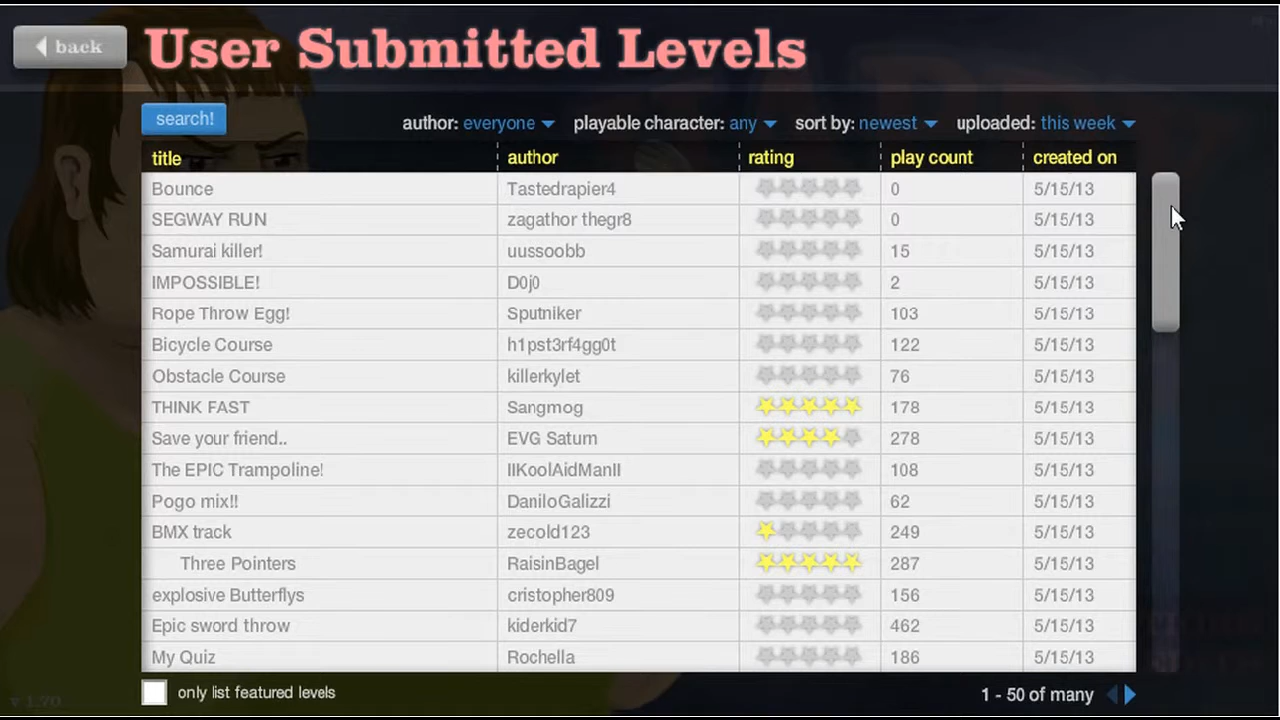 back
User Submitted Levels
search!
author: everyone playable character: any sort by: newest uploaded: this week
title author rating play count created on
Bounce Tastedrapier4 0 5/15/13
SEGWAY RUN zagathor thegr8 0 5/15/13
Samurai killer! uussoobb 15 5/15/13
IMPOSSIBLE! D0j0 2 5/15/13
Rope Throw Egg! Sputniker 103 5/15/13
Bicycle Course h1pst3rf4gg0t 122 5/15/13
Obstacle Course killerkylet 76 5/15/13
THINK FAST Sangmog 178 5/15/13
Save your friend.. EVG Saturn 278 5/15/13
The EPIC Trampoline! IIKoolAidManII 108 5/15/13
Pogo mix!! DaniloGalizzi 62 5/15/13
BMX track zecold123 249 5/15/13
Three Pointers RaisinBagel 287 5/15/13
explosive Butterflys cristopher809 156 5/15/13
Epic sword throw kiderkid7 462 5/15/13
My Quiz Rochella 186 5/15/13
only list featured levels 1 - 50 of many
v 1.70